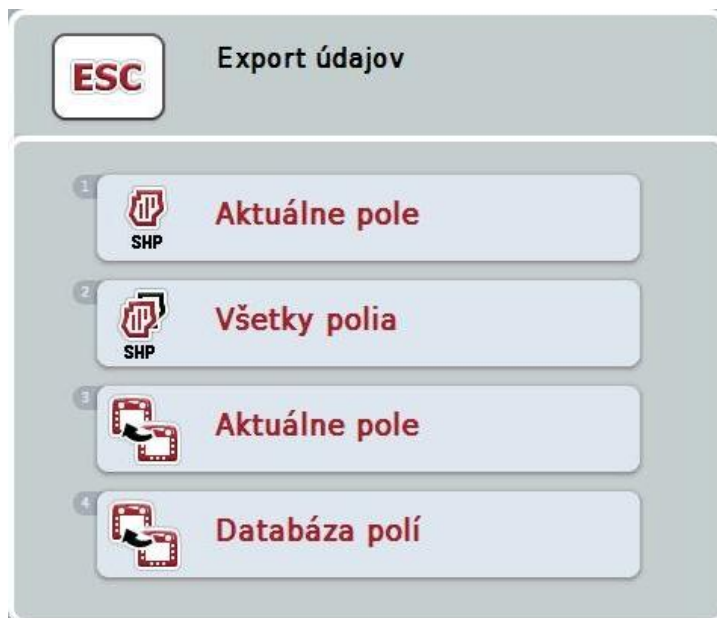 ESC
Export údajov
1
SHP
Aktuálne pole
2
SHP
Všetky polia
3
Aktuálne pole
4
Databáza polí